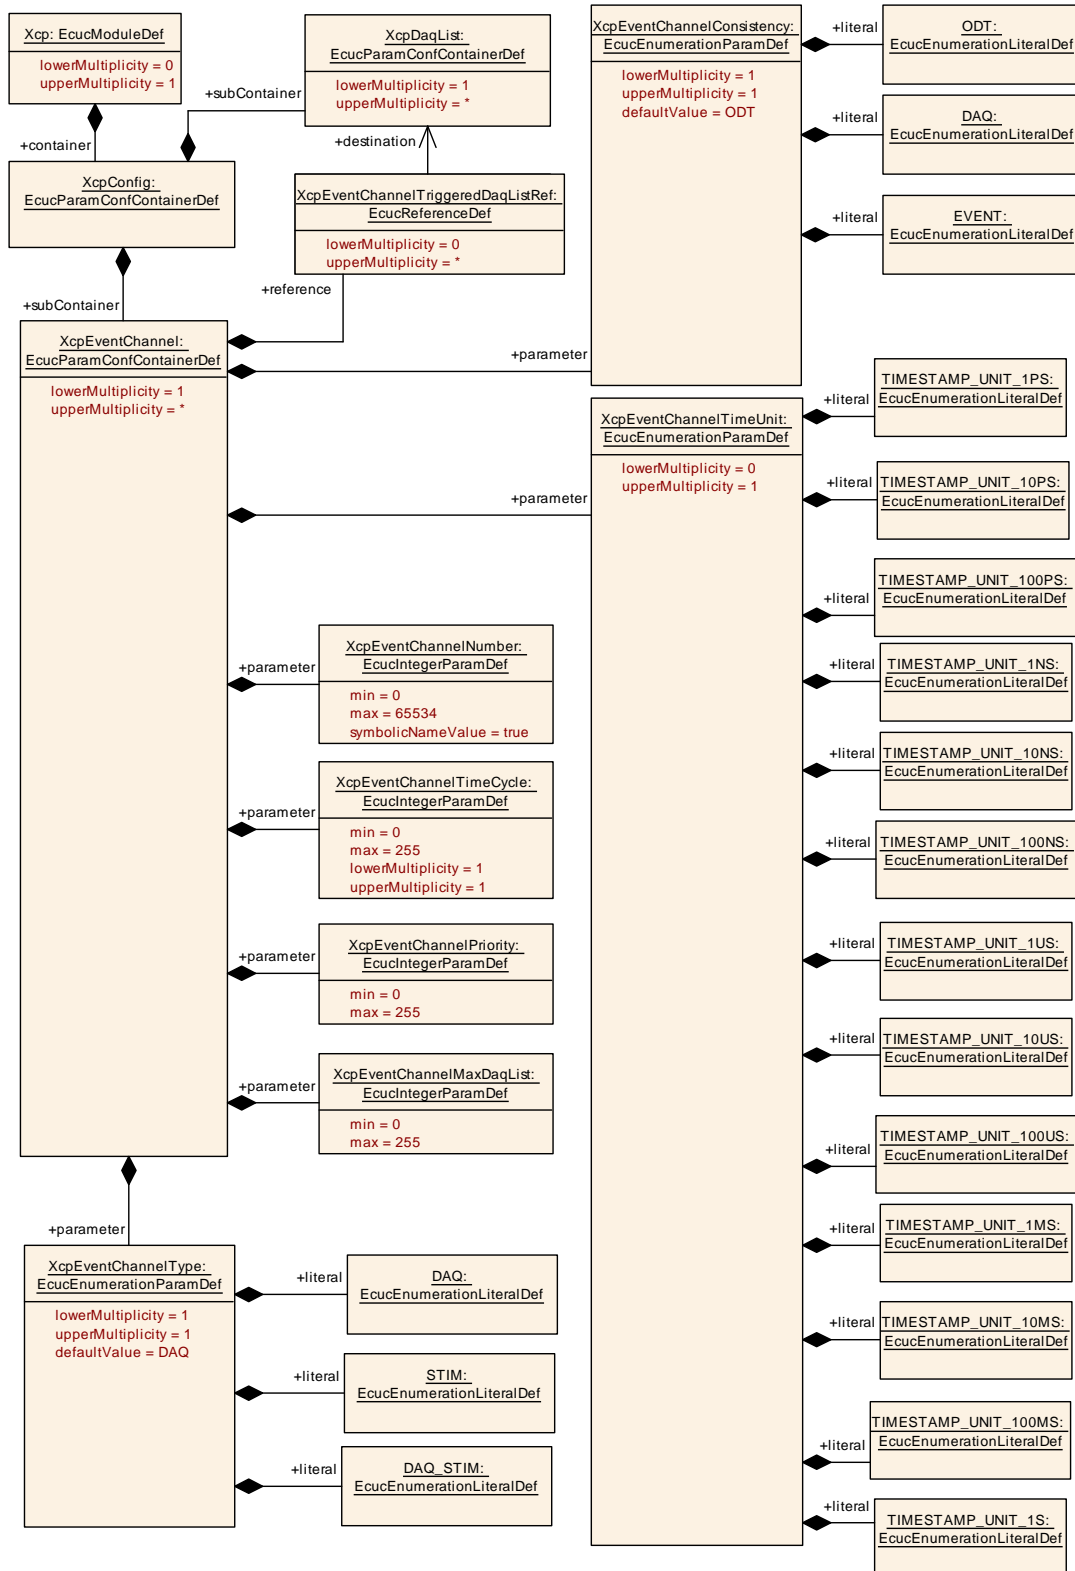 Xcp: EcucModuleDef
lowerMultiplicity = 0
upperMultiplicity = 1
+container
XcpConfig:
EcucParamConfContainerDef
+subContainer
XcpDaqList:
EcucParamConfContainerDef
lowerMultiplicity = 1
upperMultiplicity = *
+destination
XcpEventChannelTriggeredDaqListRef:
EcucReferenceDef
lowerMultiplicity = 0
upperMultiplicity = *
+reference
+subContainer
XcpEventChannel:
EcucParamConfContainerDef
lowerMultiplicity = 1
upperMultiplicity = *
+parameter
XcpEventChannelConsistency:
EcucEnumerationParamDef
lowerMultiplicity = 1
upperMultiplicity = 1
defaultValue = ODT
+literal
ODT:
EcucEnumerationLiteralDef
+literal
DAQ:
EcucEnumerationLiteralDef
+literal
EVENT:
EcucEnumerationLiteralDef
+parameter
XcpEventChannelTimeUnit:
EcucEnumerationParamDef
lowerMultiplicity = 0
upperMultiplicity = 1
+literal
TIMESTAMP_UNIT_1PS:
EcucEnumerationLiteralDef
+literal
TIMESTAMP_UNIT_10PS:
EcucEnumerationLiteralDef
+literal
TIMESTAMP_UNIT_100PS:
EcucEnumerationLiteralDef
+literal
TIMESTAMP_UNIT_1NS:
EcucEnumerationLiteralDef
+literal
TIMESTAMP_UNIT_10NS:
EcucEnumerationLiteralDef
+literal
TIMESTAMP_UNIT_100NS:
EcucEnumerationLiteralDef
+literal
TIMESTAMP_UNIT_1US:
EcucEnumerationLiteralDef
+literal
TIMESTAMP_UNIT_10US:
EcucEnumerationLiteralDef
+literal
TIMESTAMP_UNIT_100US:
EcucEnumerationLiteralDef
+literal
TIMESTAMP_UNIT_1MS:
EcucEnumerationLiteralDef
+literal
TIMESTAMP_UNIT_10MS:
EcucEnumerationLiteralDef
+literal
TIMESTAMP_UNIT_100MS:
EcucEnumerationLiteralDef
+literal
TIMESTAMP_UNIT_1S:
EcucEnumerationLiteralDef
+parameter
XcpEventChannelNumber:
EcucIntegerParamDef
min = 0
max = 65534
symbolicNameValue = true
+parameter
XcpEventChannelTimeCycle:
EcucIntegerParamDef
min = 0
max = 255
lowerMultiplicity = 1
upperMultiplicity = 1
+parameter
XcpEventChannelPriority:
EcucIntegerParamDef
min = 0
max = 255
+parameter
XcpEventChannelMaxDaqList:
EcucIntegerParamDef
min = 0
max = 255
+parameter
XcpEventChannelType:
EcucEnumerationParamDef
lowerMultiplicity = 1
upperMultiplicity = 1
defaultValue = DAQ
+literal
DAQ:
EcucEnumerationLiteralDef
+literal
STIM:
EcucEnumerationLiteralDef
+literal
DAQ_STIM:
EcucEnumerationLiteralDef